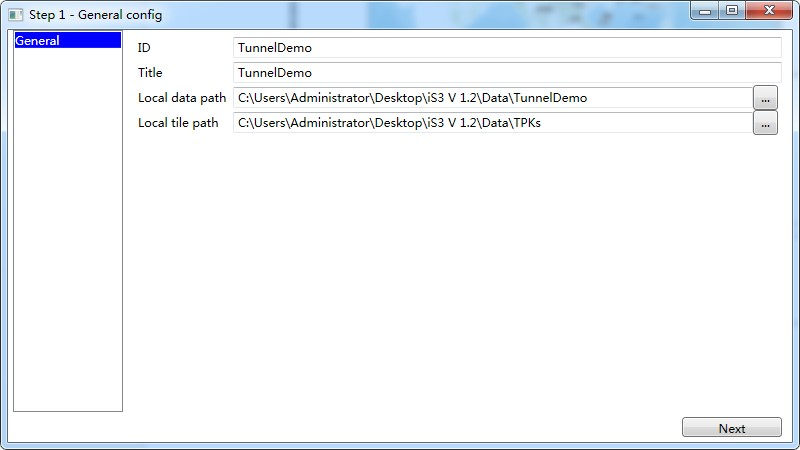 Step 1 - General config
General
ID TunnelDemo
Title TunnelDemo
Local data path C:\Users\Administrator\Desktop\iS3 V 1.2\Data\TunnelDemo ...
Local tile path C:\Users\Administrator\Desktop\iS3 V 1.2\Data\TPKs ...
Next